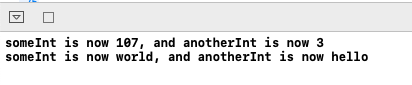 someInt is now 107, and anotherInt is now 3
someInt is now world, and anotherInt is now hello